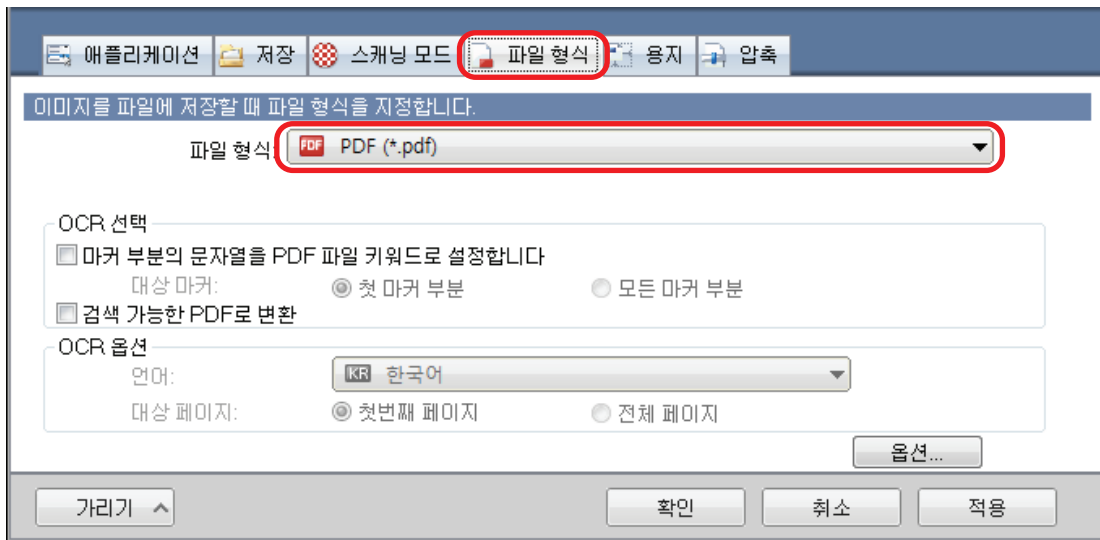 애플리케이션 저장 스캐닝 모드 파일 형식 용지 압축
이미지를 파일에 저장할 때 파일 형식을 지정합니다.
파일 형식: PDF PDF (*.pdf)
OCR 선택
마커 부분의 문자열을 PDF 파일 키워드로 설정합니다
대상 마커: 첫 마커 부분 모든 마커 부분
검색 가능한 PDF로 변환
OCR 옵션
언어: KR 한국어
대상 페이지: 첫번째 페이지 전체 페이지
옵션...
가리기 확인 취소 적용